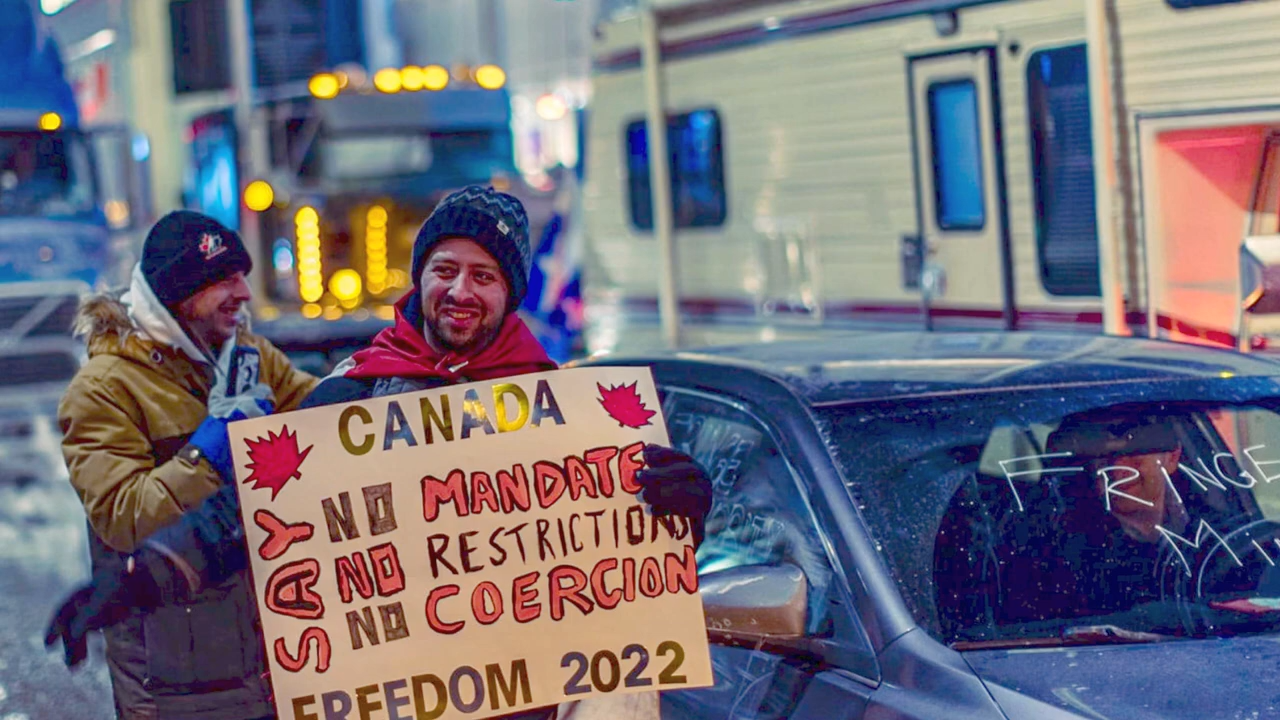 CANADA
SAY
NO MANDATE
NO RESTRICTIONS
NO COERCION
FREEDOM 2022
FRINGE